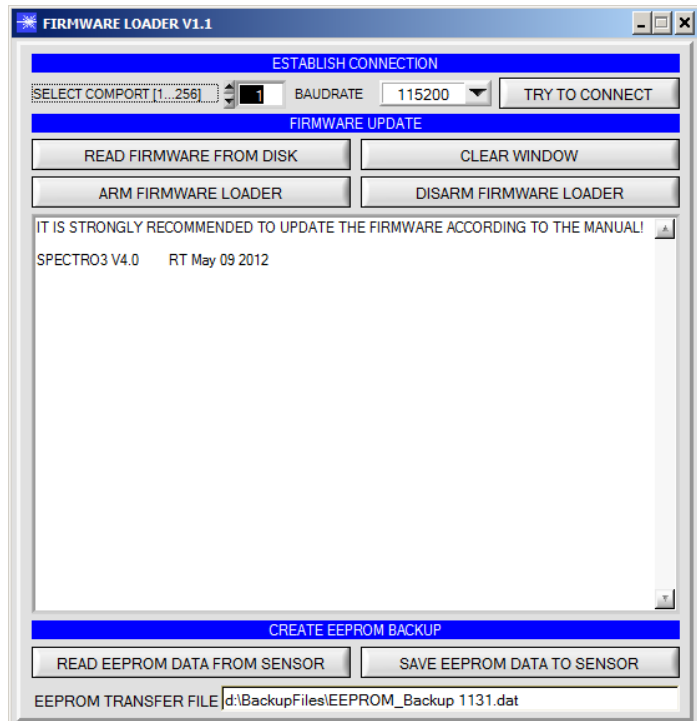 FIRMWARE LOADER V1.1
ESTABLISH CONNECTION
SELECT COMPORT [1...256] 1 BAUDRATE 115200 TRY TO CONNECT
FIRMWARE UPDATE
READ FIRMWARE FROM DISK CLEAR WINDOW
ARM FIRMWARE LOADER DISARM FIRMWARE LOADER
IT IS STRONGLY RECOMMENDED TO UPDATE THE FIRMWARE ACCORDING TO THE MANUAL!
SPECTRO3 V4.0 RT May 09 2012
CREATE EEPROM BACKUP
READ EEPROM DATA FROM SENSOR SAVE EEPROM DATA TO SENSOR
EEPROM TRANSFER FILE d:\BackupFiles\EEPROM_Backup 1131.dat